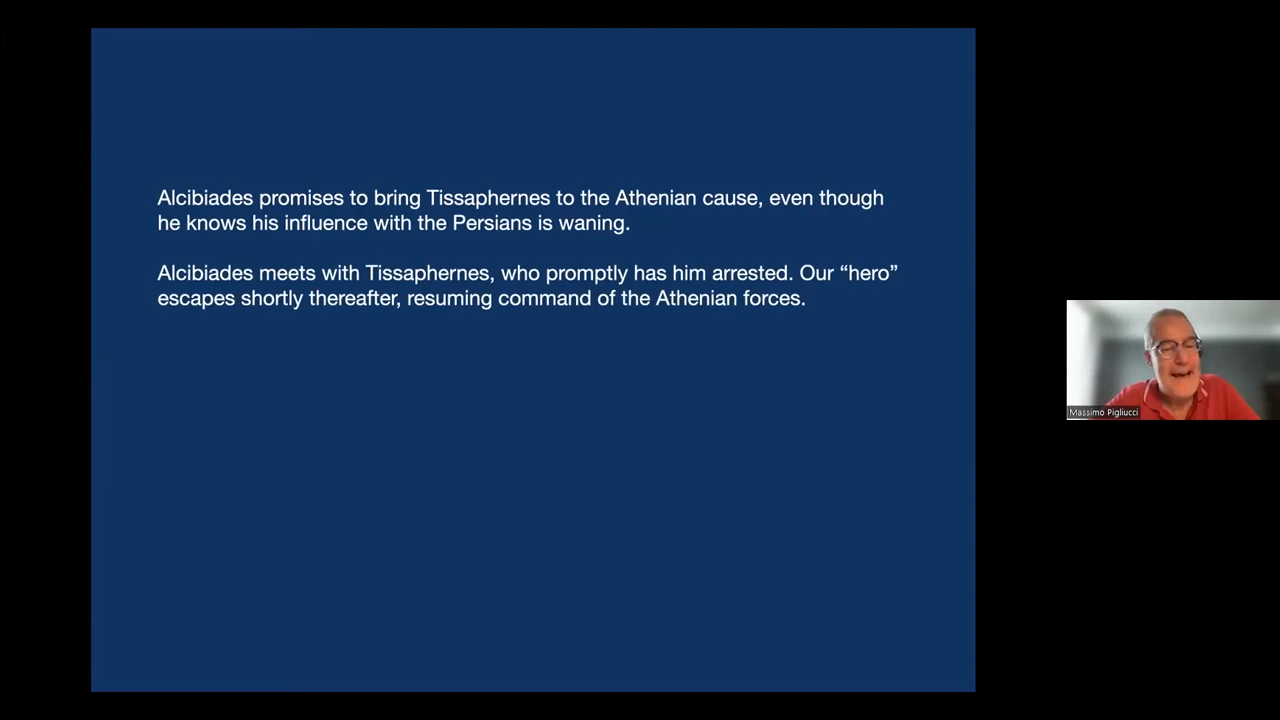 Alcibiades promises to bring Tissaphernes to the Athenian cause, even though
he knows his influence with the Persians is waning.
Alcibiades meets with Tissaphernes, who promptly has him arrested. Our “hero”
escapes shortly thereafter, resuming command of the Athenian forces.
Massimo Pigliucci